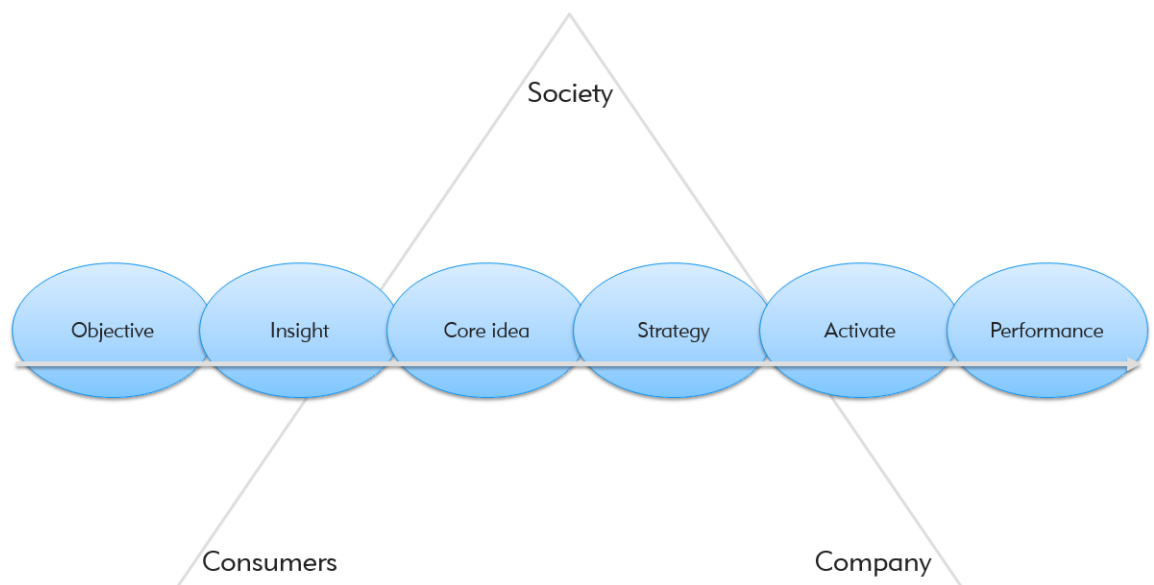 Society
Objective
Insight
Core idea
Strategy
Activate
Performance
Consumers
Company